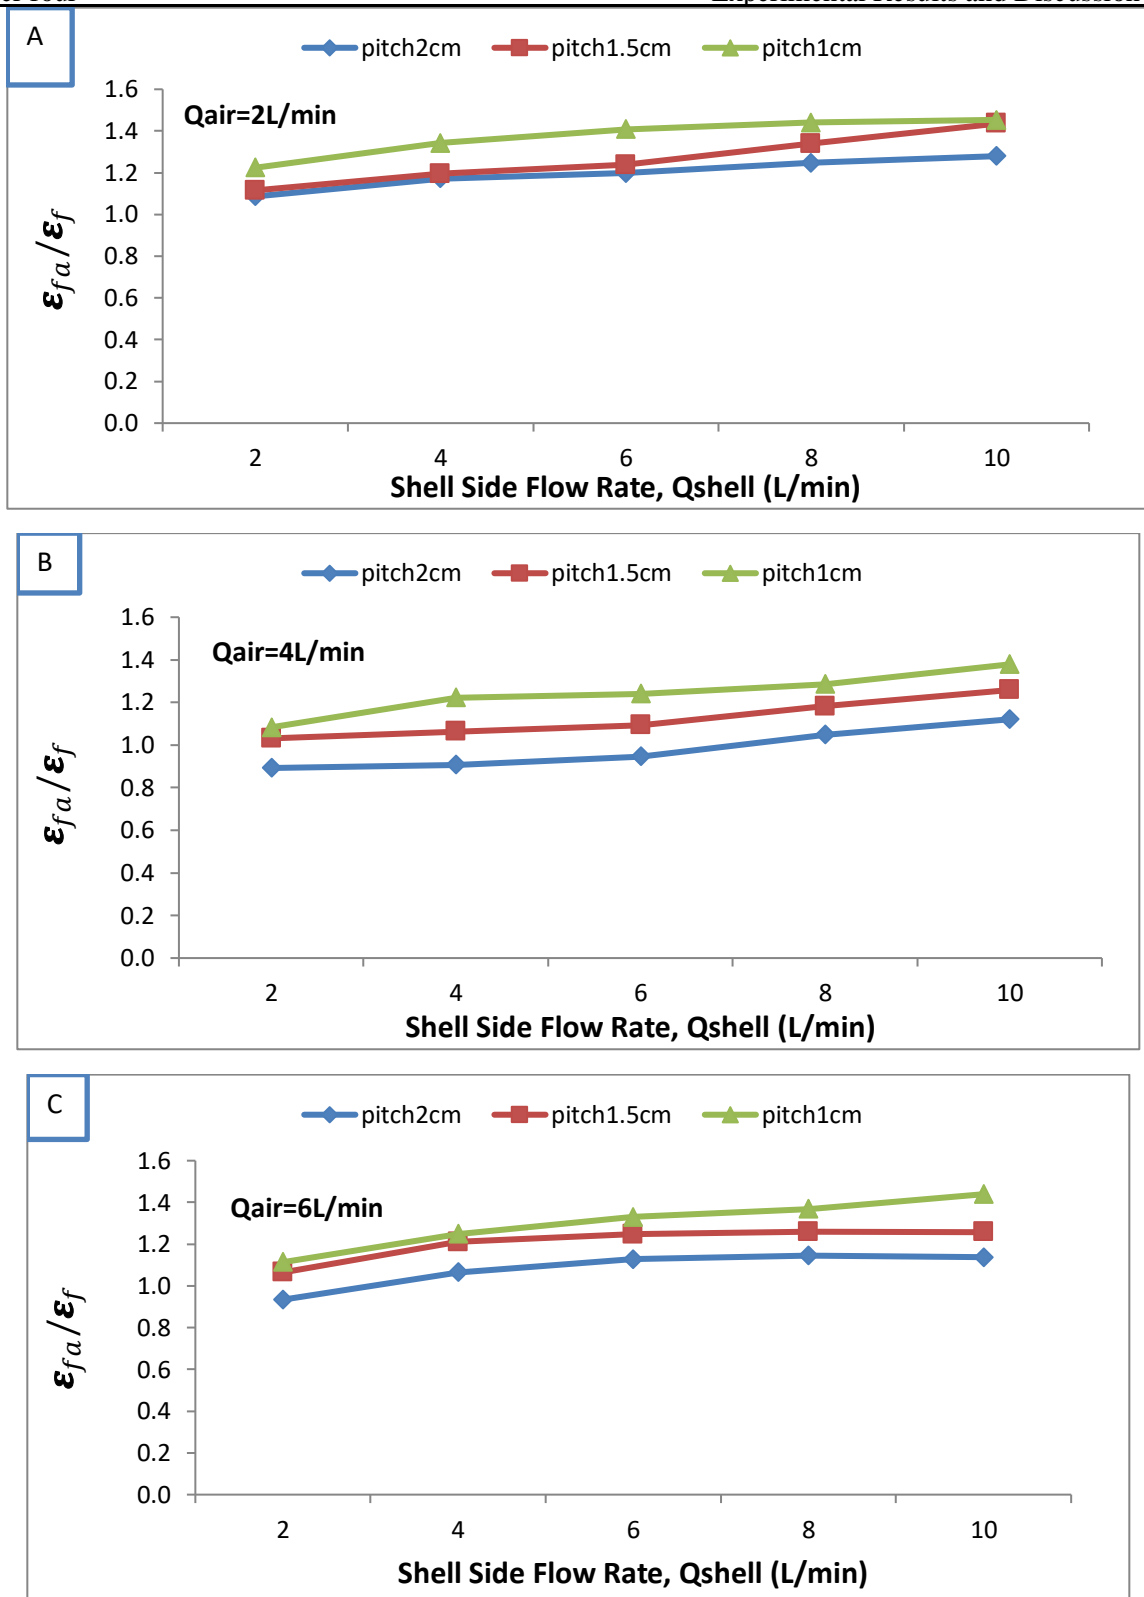 Experimental Results and Discussion
A
pitch2cm pitch1.5cm pitch1cm
Qair=2L/min
1.6
1.4
1.2
1.0
0.8
0.6
0.4
0.2
0.0
εfa/εf
2 4 6 8 10
Shell Side Flow Rate, Qshell (L/min)
B
pitch2cm pitch1.5cm pitch1cm
Qair=4L/min
1.6
1.4
1.2
1.0
0.8
0.6
0.4
0.2
0.0
εfa/εf
2 4 6 8 10
Shell Side Flow Rate, Qshell (L/min)
C
pitch2cm pitch1.5cm pitch1cm
Qair=6L/min
1.6
1.4
1.2
1.0
0.8
0.6
0.4
0.2
0.0
εfa/εf
2 4 6 8 10
Shell Side Flow Rate, Qshell (L/min)